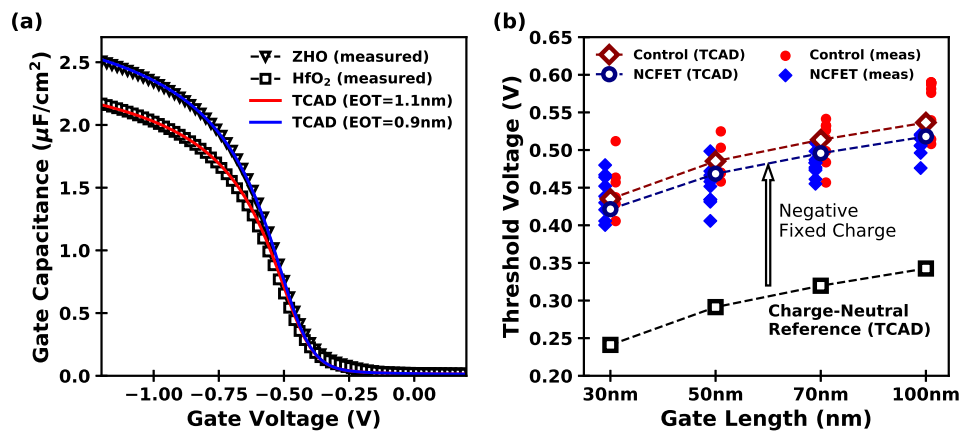 (a)
2.5
2.0
1.5
1.0
0.5
0.0
Gate Capacitance (μF/cm²)
ZHO (measured)
HfO₂ (measured)
TCAD (EOT=1.1nm)
TCAD (EOT=0.9nm)
−1.00
−0.75
−0.50
−0.25
0.00
Gate Voltage (V)
(b)
0.65
0.60
0.55
0.50
0.45
0.40
0.35
0.30
0.25
0.20
Threshold Voltage (V)
Control (TCAD)
NCFET (TCAD)
Control (meas)
NCFET (meas)
Negative
Fixed Charge
Charge-Neutral
Reference (TCAD)
30nm
50nm
70nm
100nm
Gate Length (nm)